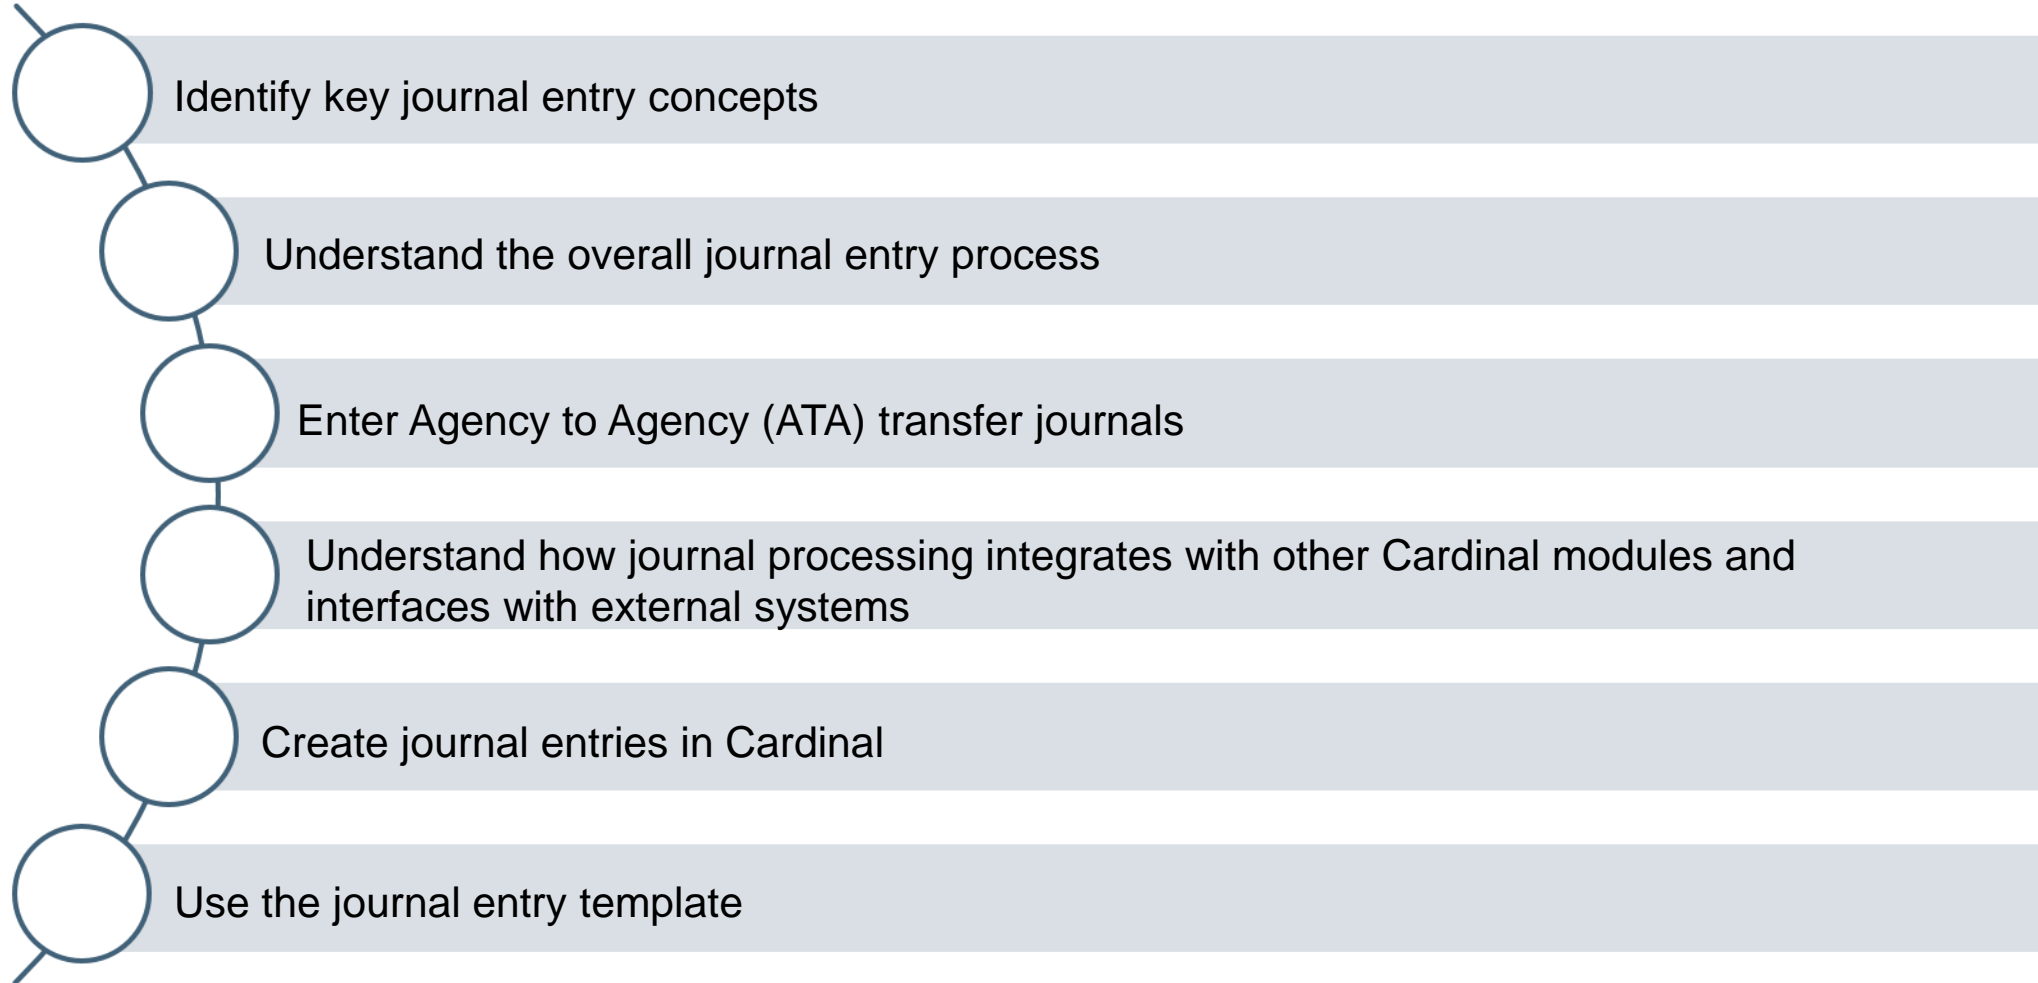 Identify key journal entry concepts
Understand the overall journal entry process
Enter Agency to Agency (ATA) transfer journals
Understand how journal processing integrates with other Cardinal modules and
interfaces with external systems
Create journal entries in Cardinal
Use the journal entry template